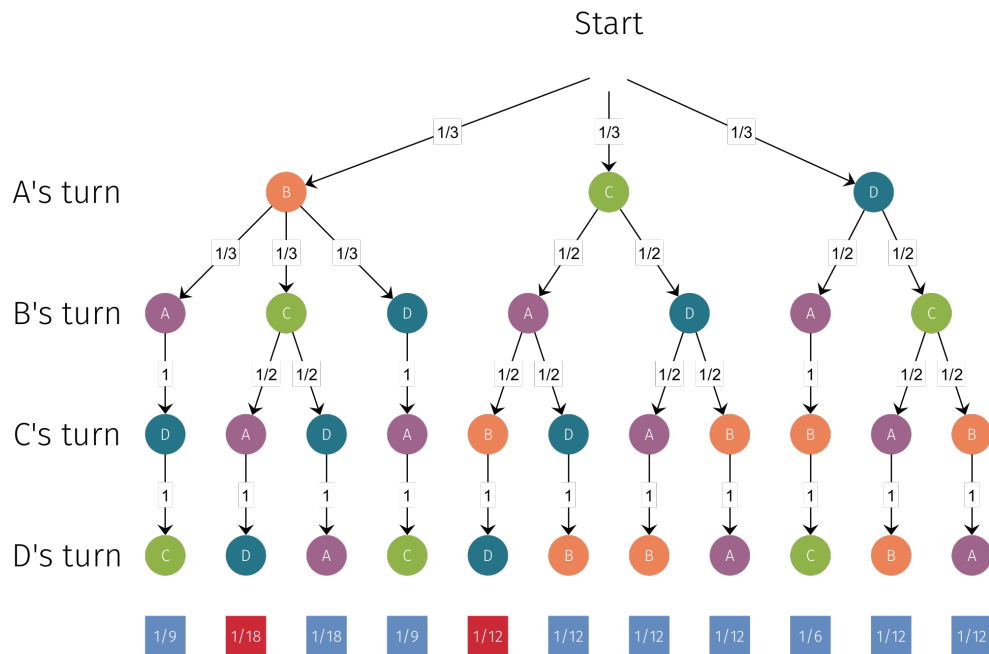 Start
1/3 1/3 1/3
A's turn B C D
1/3 1/3 1/3 1/2 1/2 1/2 1/2
B's turn A C D A D A C
1 1/2 1/2 1 1/2 1/2 1/2 1/2 1 1/2 1/2
C's turn D A D A B D A B B A B
1 1 1 1 1 1 1 1 1 1 1
D's turn C D A C D B B A C B A
1/9 1/18 1/18 1/9 1/12 1/12 1/12 1/12 1/6 1/12 1/12